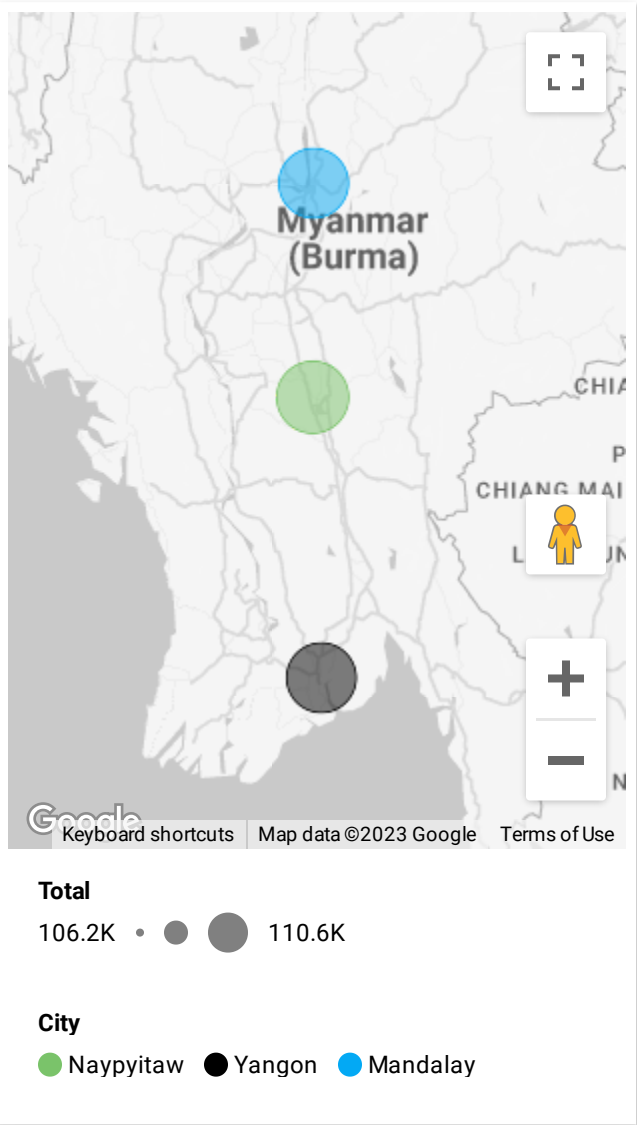 Myanmar
(Burma)
CHIA
P
CHIANG MAI
L
UN
N
Google
Keyboard shortcuts
Map data ©2023 Google
Terms of Use
Total
106.2K
110.6K
City
Naypyitaw
Yangon
Mandalay